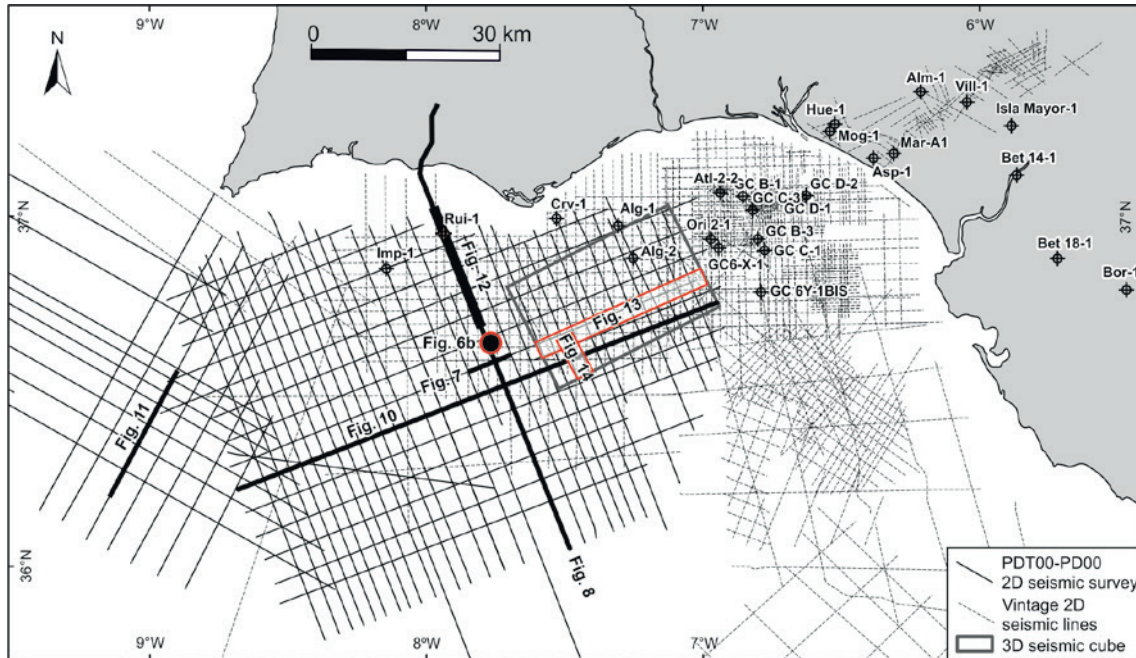 9°W
8°W
7°W
6°W
N
0
30 km
Alm-1
Vill-1
Hue-1
Isla Mayor-1
Mog-1
Mar-A1
Asp-1
Bet 14-1
Atl-2-2
GC B-1
GC D-2
GC C-3
GC D-1
37°N
Crv-1
Alg-1
Rui-1
Ori 2-1
GC B-3
37°N
Imp-1
Fig. 12
Alg-2
GC C-1
Bet 18-1
GC6-X-1
GC 6Y-1BIS
Bor-1
Fig. 13
Fig. 6b
Fig. 14
Fig. 7
Fig. 11
Fig. 10
36°N
Fig. 8
36°N
PDT00-PD00
2D seismic survey
Vintage 2D
seismic lines
3D seismic cube
9°W
8°W
7°W
6°W